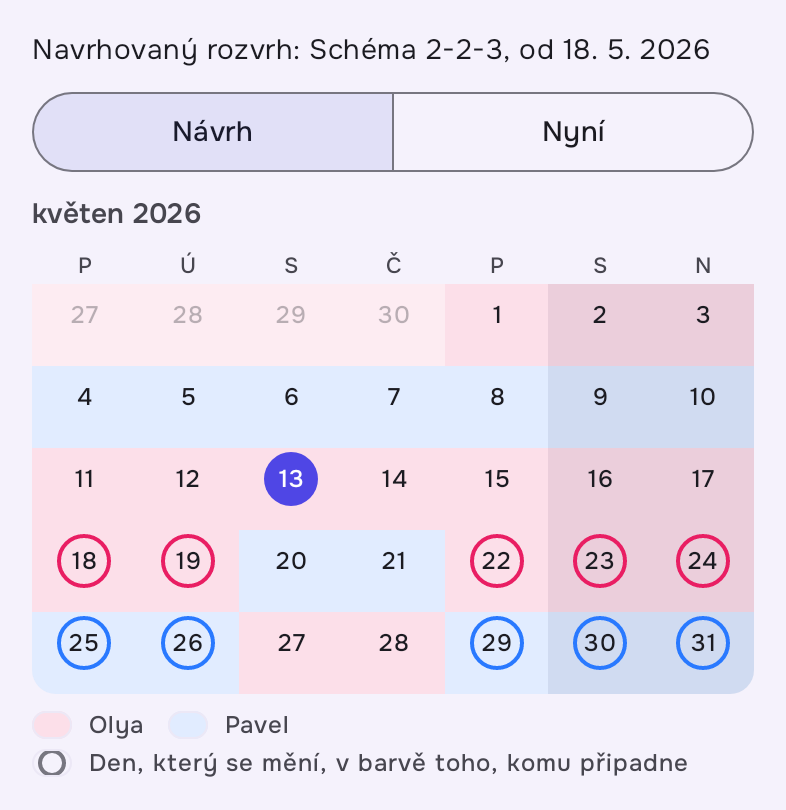 Navrhovaný rozvrh: Schéma 2-2-3, od 18. 5. 2026
Návrh Nyní
květen 2026
P Ú S Č P S N
27 28 29 30 1 2 3
4 5 6 7 8 9 10
11 12 13 14 15 16 17
18 19 20 21 22 23 24
25 26 27 28 29 30 31
Olya Pavel
Den, který se mění, v barvě toho, komu připadne